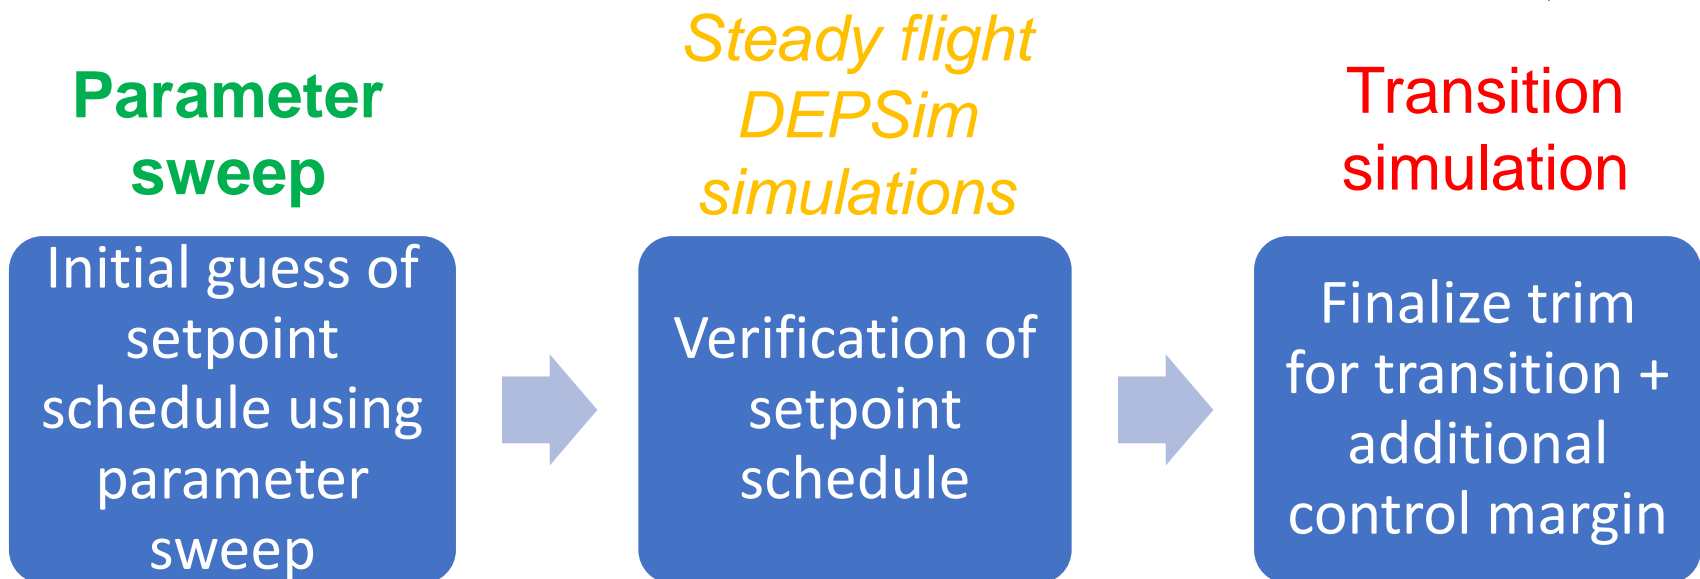 Parameter
sweep
Initial guess of
setpoint
schedule using
parameter
sweep
Steady flight
DEPSim
simulations
Verification of
setpoint
schedule
Transition
simulation
Finalize trim
for transition +
additional
control margin